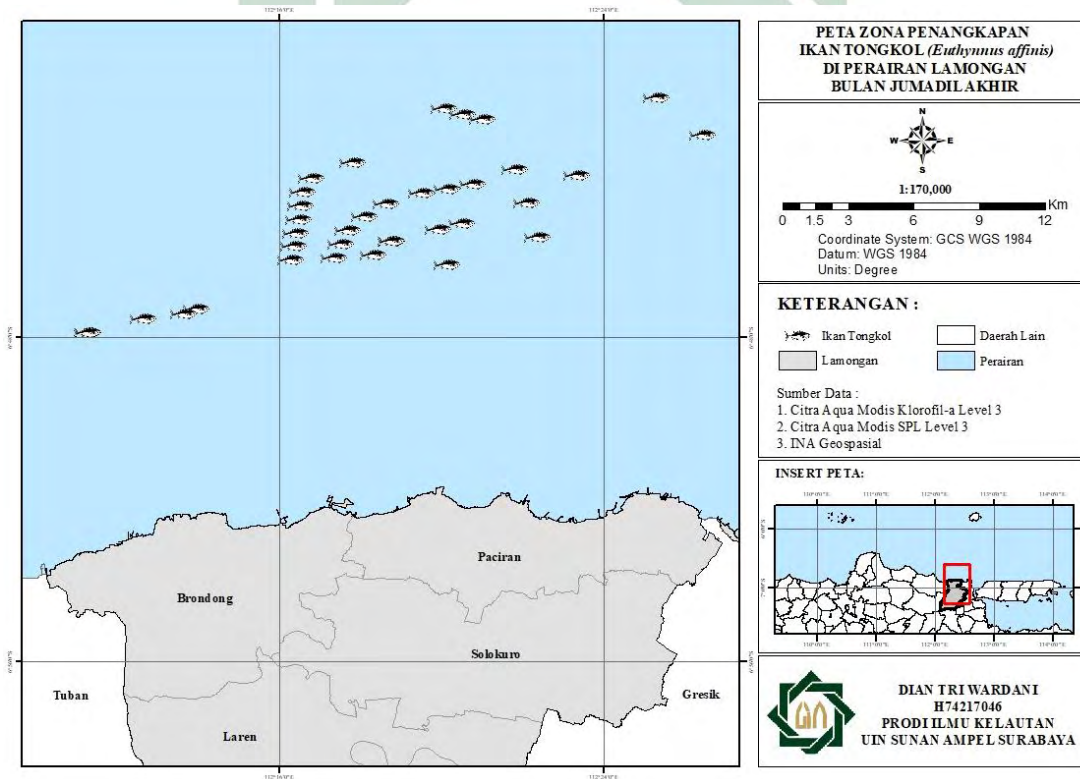 PETA ZONA PENANGKAPAN
IKAN TONGKOL (Euthynnus affinis)
DI PERAIRAN LAMONGAN
BULAN JUMADIL AKHIR
N
W E
S
1:170,000
Km
0 1.5 3 6 9 12
Coordinate System: GCS WGS 1984
Datum: WGS 1984
Units: Degree
KETERANGAN :
Ikan Tongkol
Daerah Lain
Lamongan
Perairan
Sumber Data :
1. Citra Aqua Modis Klorofil-a Level 3
2. Citra Aqua Modis SPL Level 3
3. INA Geospasial
INSERT PETA:
DIAN TRI WARDANI
H74217046
PRODI ILMU KELAUTAN
UIN SUNAN AMPEL SURABAYA
Paciran
Brondong
Solokuro
Tuban
Gresik
Laren